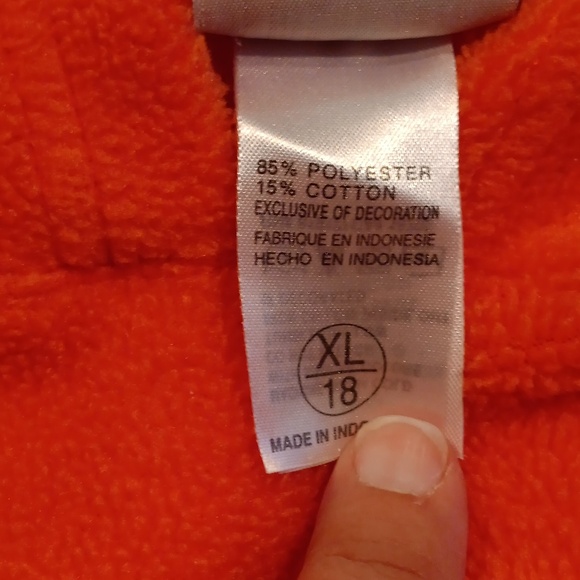 85% POLYESTER
15% COTTON
EXCLUSIVE OF DECORATION
FABRIQUE EN INDONESIE
HECHO EN INDONESIA
XL
18
MADE IN INDO